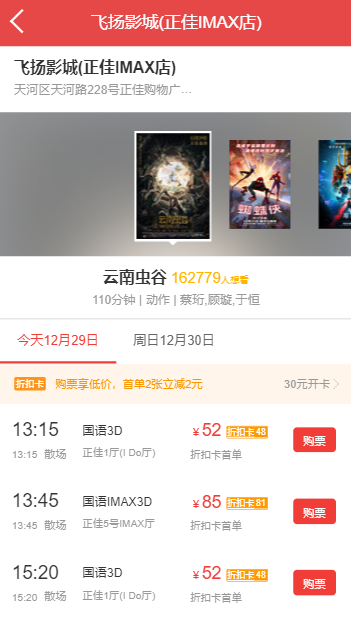 飞扬影城(正佳IMAX店)
飞扬影城(正佳IMAX店)
天河区天河路228号正佳购物广...
云南虫谷
蜘蛛侠
云南虫谷 162779人想看
110分钟 | 动作 | 蔡珩,顾璇,于恒
今天12月29日 周日12月30日
折扣卡 购票享低价，首单2张立减2元 30元开卡
13:15 国语3D ￥52 折扣卡48 购票
13:15 散场 正佳1厅(I Do厅) 折扣卡首单
13:45 国语IMAX3D ￥85 折扣卡81 购票
13:45 散场 正佳5号IMAX厅 折扣卡首单
15:20 国语3D ￥52 折扣卡48 购票
15:20 散场 正佳1厅(I Do厅) 折扣卡首单